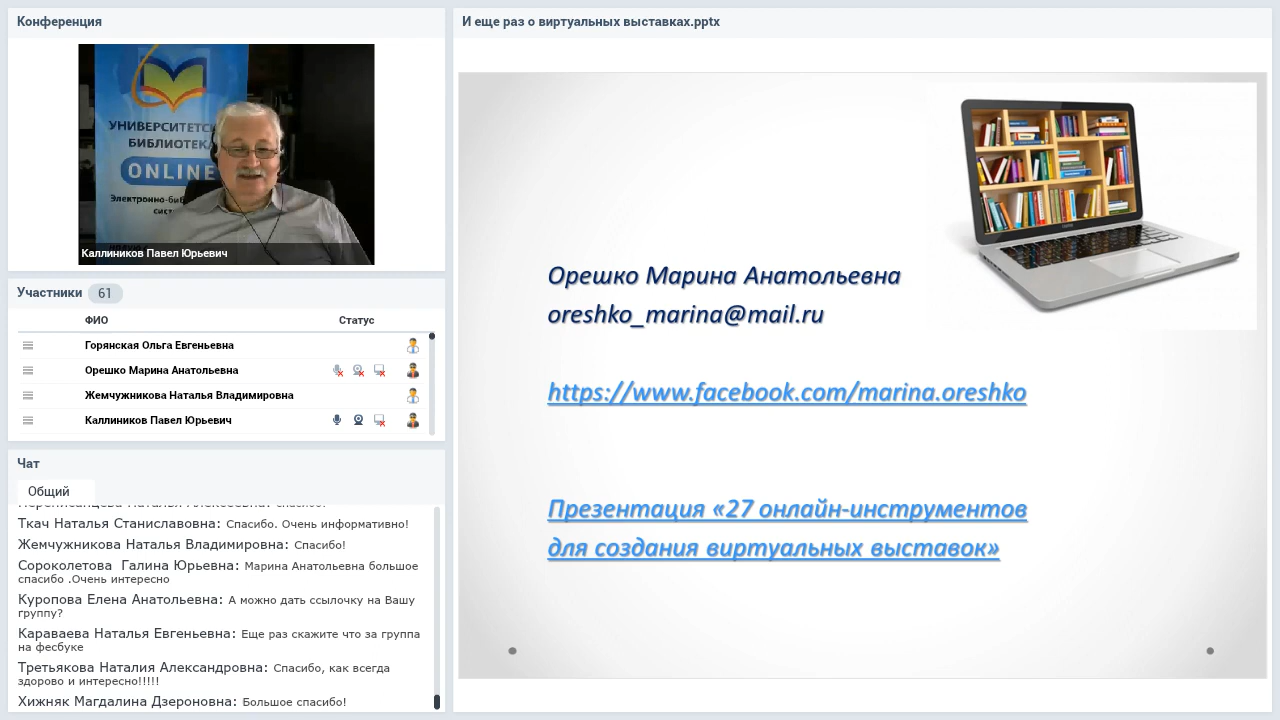 Конференция
УНИВЕРСИТЕТСК
БИБЛИОТЕКА
ONLINE
Каллиников Павел Юрьевич
Участники 61
ФИО Статус
Горянская Ольга Евгеньевна
Орешко Марина Анатольевна
Жемчужникова Наталья Владимировна
Каллиников Павел Юрьевич
Чат
Общий
Ткач Наталья Станиславовна: Спасибо. Очень информативно!
Жемчужникова Наталья Владимировна: Спасибо!
Сороколетова Галина Юрьевна: Марина Анатольевна большое
спасибо .Очень интересно
Куропова Елена Анатольевна: А можно дать ссылочку на Вашу
группу?
Караваева Наталья Евгеньевна: Еще раз скажите что за группа
на фесбуке
Третьякова Наталия Александровна: Спасибо, как всегда
здорово и интересно!!!!!
Хижняк Магдалина Дзероновна: Большое спасибо!
И еще раз о виртуальных выставках.pptx
Орешко Марина Анатольевна
oreshko_marina@mail.ru
https://www.facebook.com/marina.oreshko
Презентация «27 онлайн-инструментов
для создания виртуальных выставок»